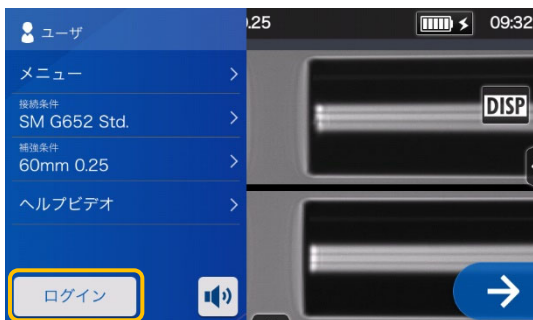 ユーザ
.25
09:32
メニュー
接続条件
SM G652 Std.
補強条件
60mm 0.25
DISP
ヘルプビデオ
ログイン